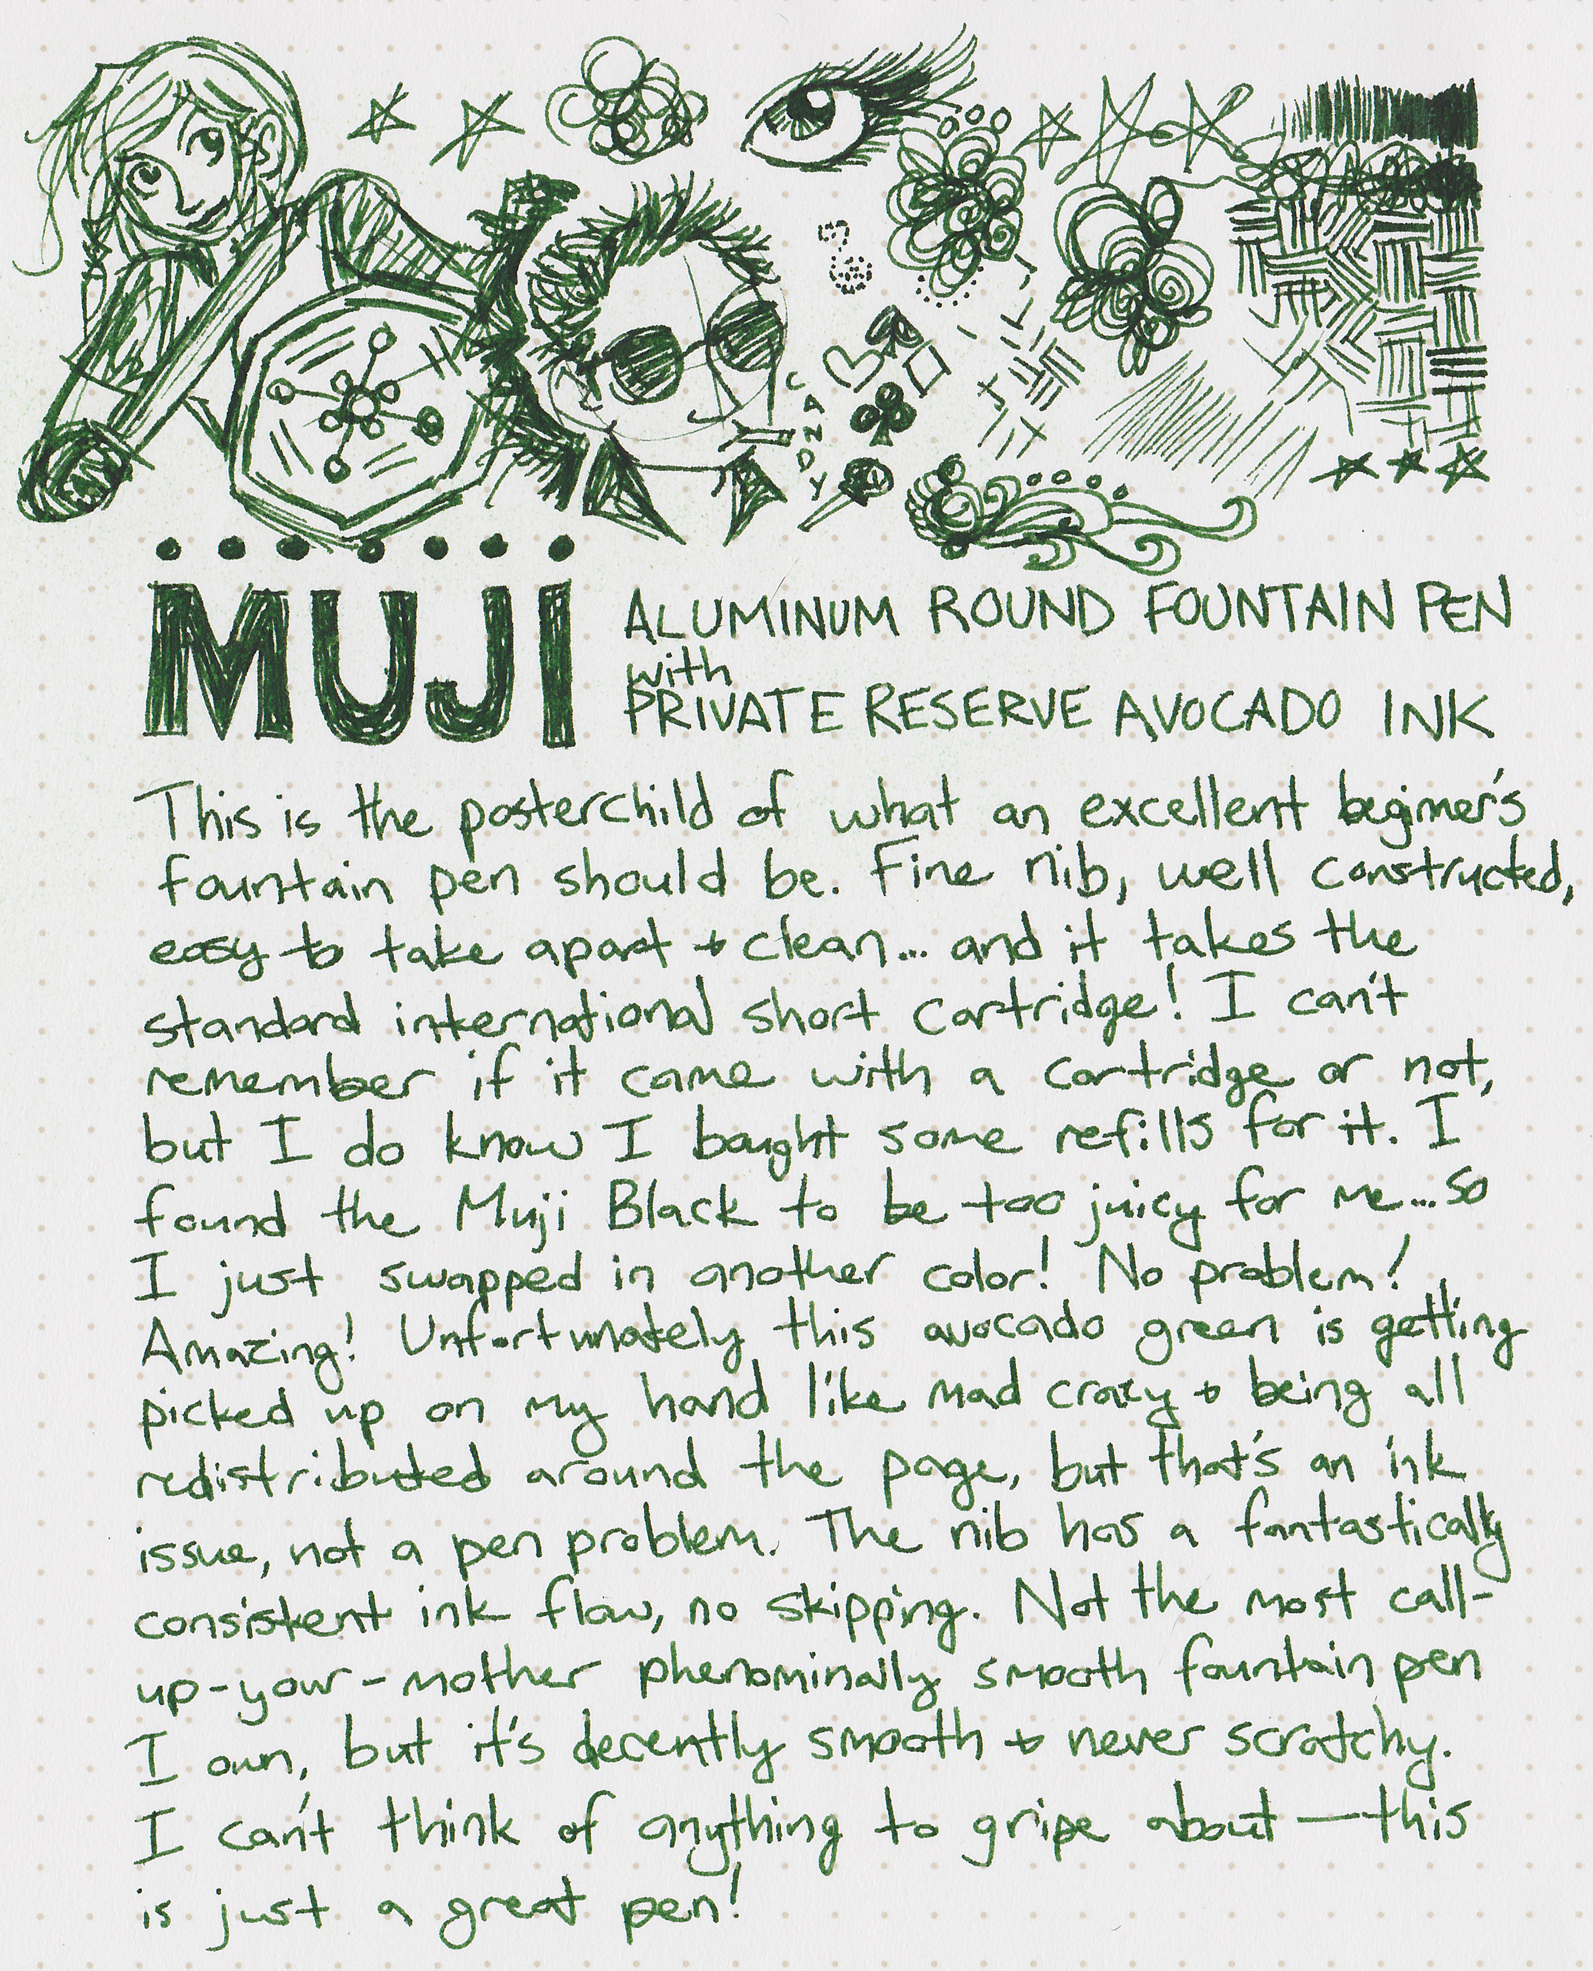 CANDY
MUJI
ALUMINUM ROUND FOUNTAIN PEN
with
PRIVATE RESERVE AVOCADO INK
This is the posterchild of what an excellent beginner's
fountain pen should be. Fine nib, well constructed,
easy to take apart + clean... and it takes the
standard international short cartridge! I can't
remember if it came with a cartridge or not,
but I do know I bought some refills for it. I
found the Muji Black to be too juicy for me... so
I just swapped in another color! No problem!
Amazing! Unfortunately this avocado green is getting
picked up on my hand like mad crazy + being all
redistributed around the page, but that's an ink
issue, not a pen problem. The nib has a fantastically
consistent ink flow, no skipping. Not the most call-
up-your-mother phenominally smooth fountain pen
I own, but it's decently smooth + never scratchy.
I can't think of anything to gripe about — this
is just a great pen!